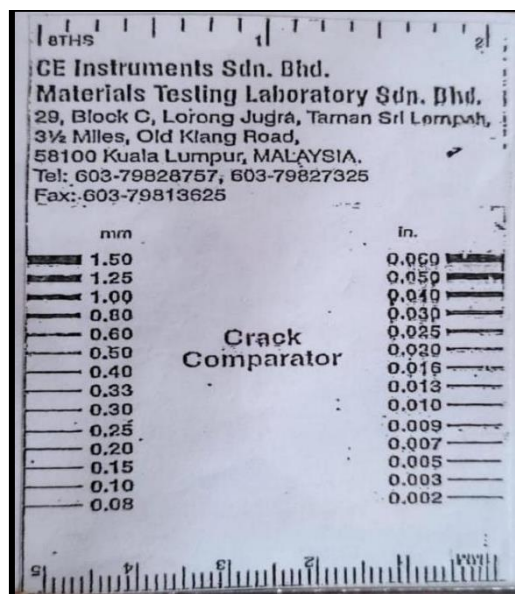 8THS 1 2
CE Instruments Sdn. Bhd.
Materials Testing Laboratory Sdn. Bhd.
29, Block C, Lorong Jugra, Taman Sri Lempah,
3½ Miles, Old Klang Road,
58100 Kuala Lumpur, MALAYSIA.
Tel: 603-79828757, 603-79827325
Fax: 603-79813625
mm in.
1.50 0.060
1.25 0.050
1.00 0.040
0.80 0.030
0.60 0.025
0.50 0.020
0.40 0.016
0.33 0.013
0.30 0.010
0.25 0.009
0.20 0.007
0.15 0.005
0.10 0.003
0.08 0.002
Crack
Comparator
5 4 3 2 1